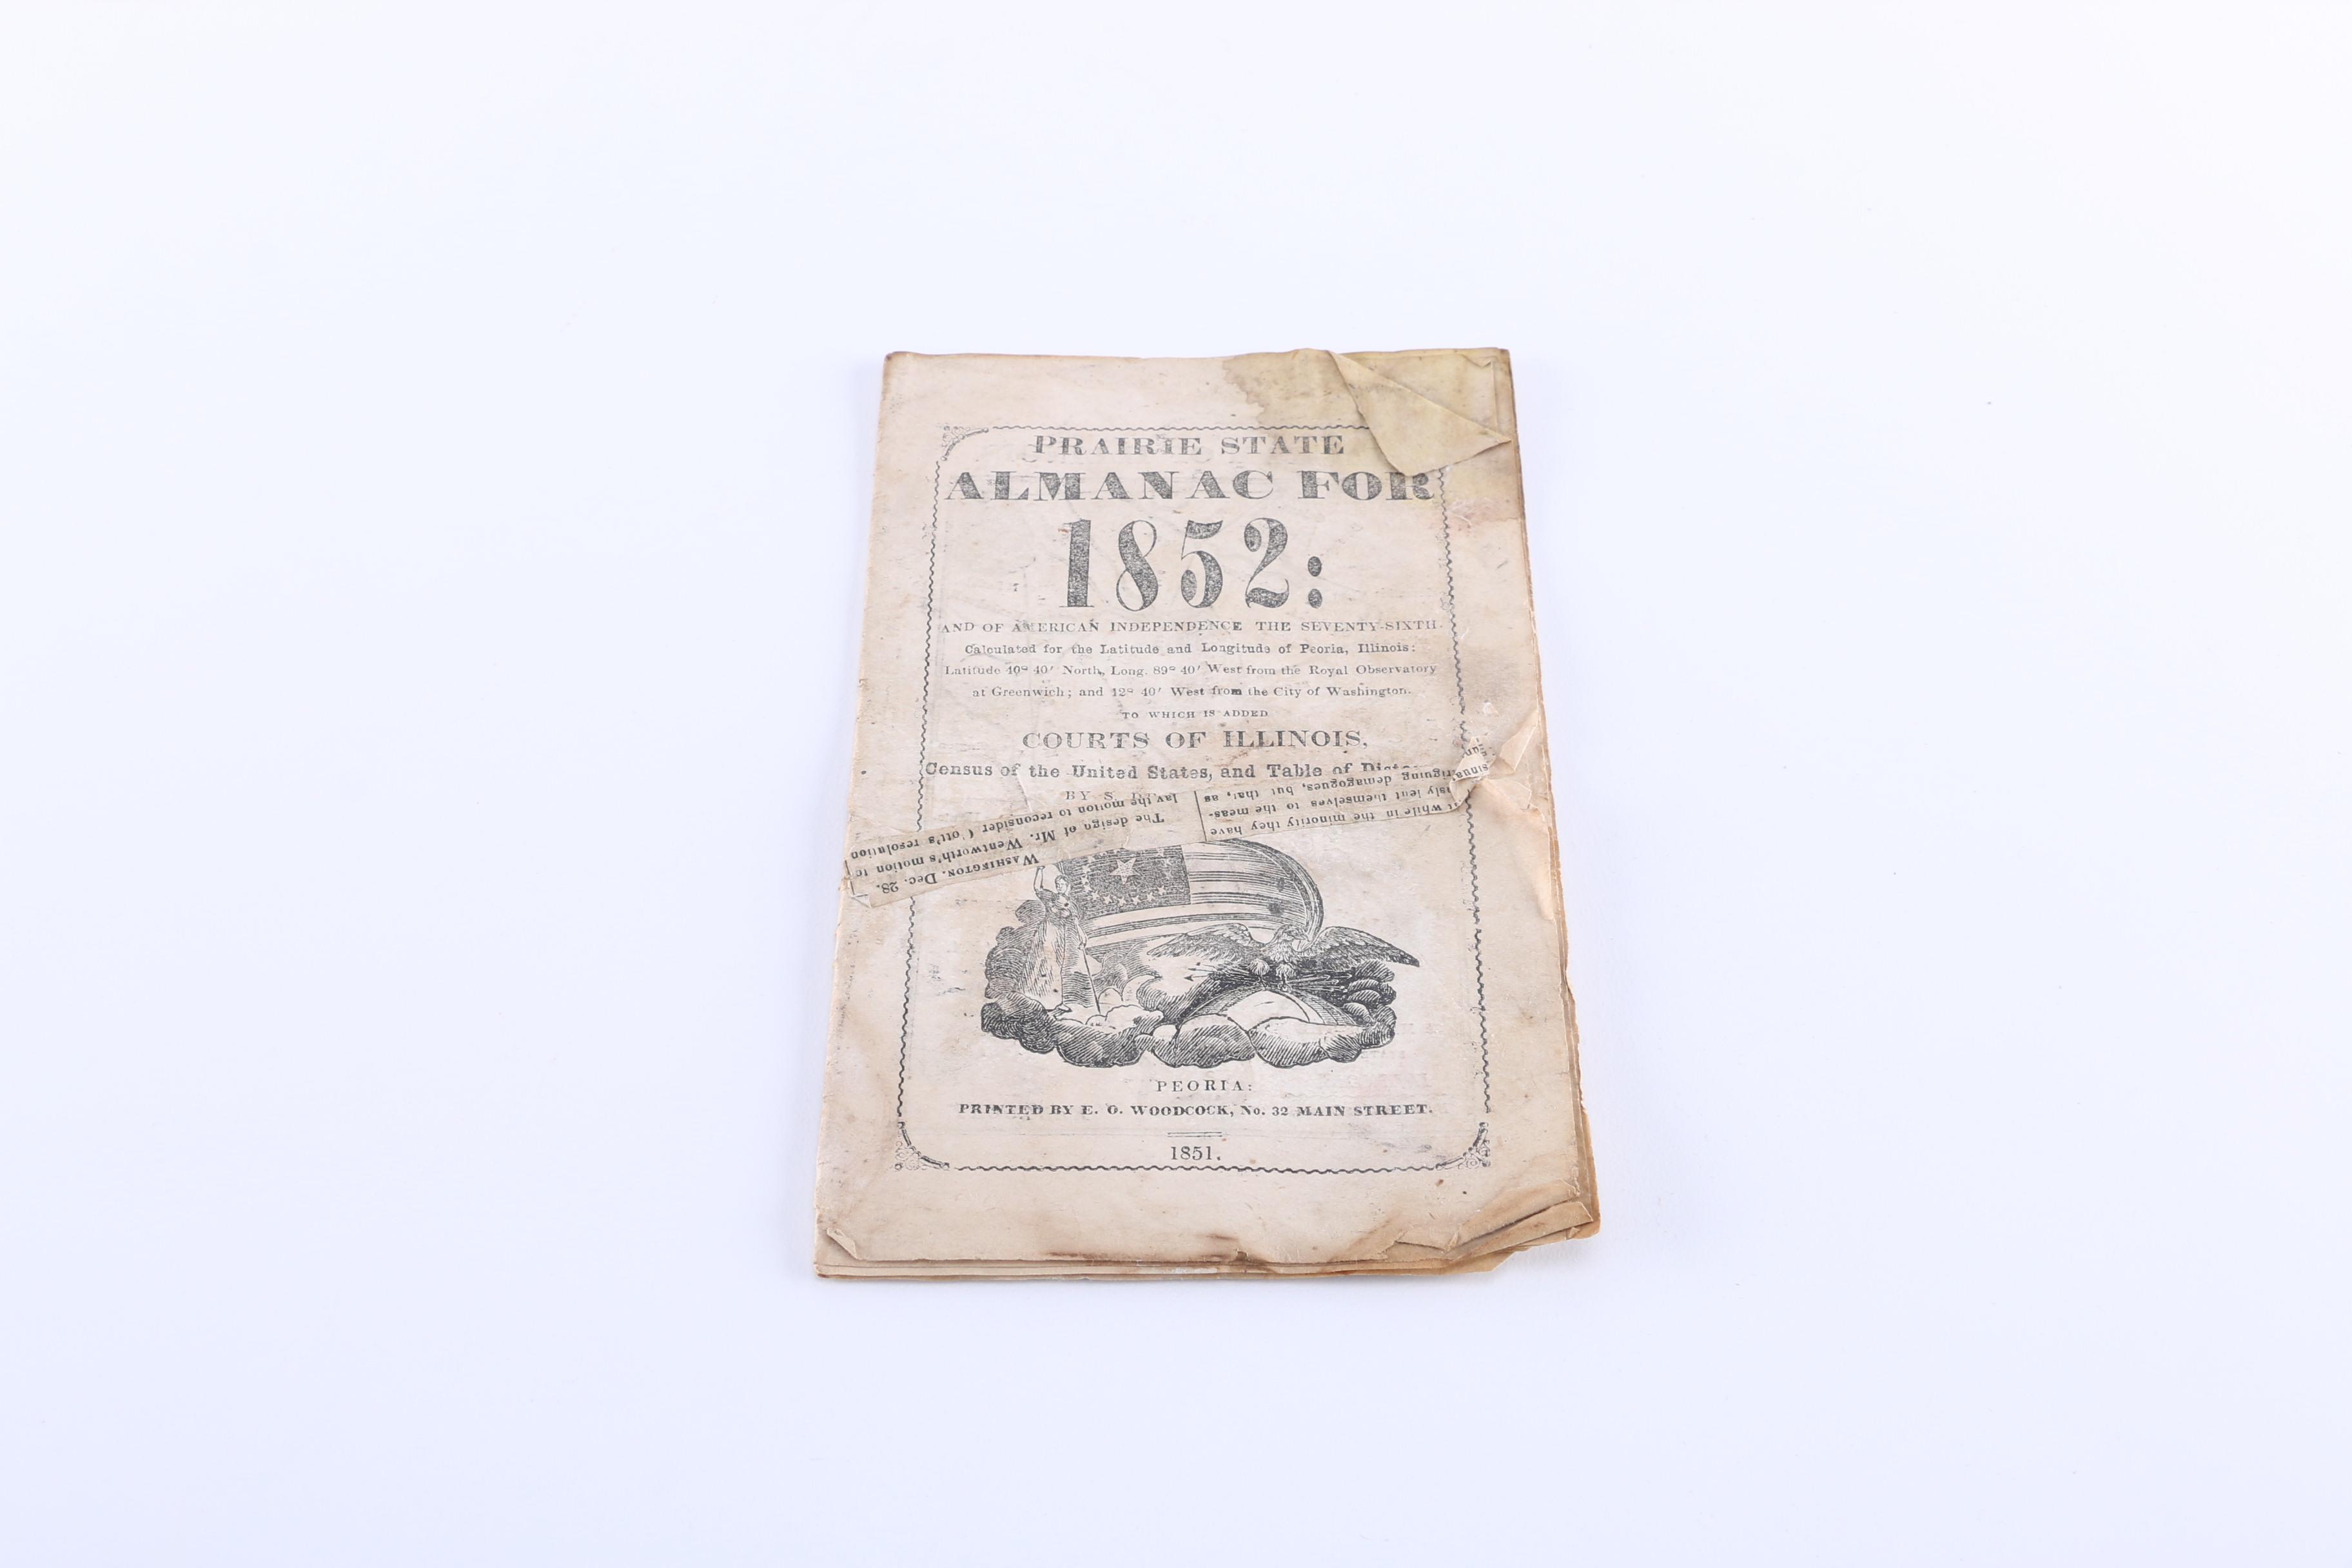 PRAIRIE STATE
ALMANAC FOR
1852:
AND OF AMERICAN INDEPENDENCE THE SEVENTY-SIXTH
Calculated for the Latitude and Longitude of Peoria, Illinois:
Latitude 40° 40′ North, Long. 89° 40′ West from the Royal Observatory
at Greenwich; and 12° 40′ West from the City of Washington.
TO WHICH IS ADDED
COURTS OF ILLINOIS,
Census of the United States, and Table of
BY S.
WASHINGTON, Dec. 28.
The design of Mr. Wentworth's motion to
lay the motion to reconsider resolution
while in the minority they have
lent themselves to the meas-
demagogues, but, that, as
PEORIA:
PRINTED BY E. O. WOODCOCK, No. 32 MAIN STREET.
1851.